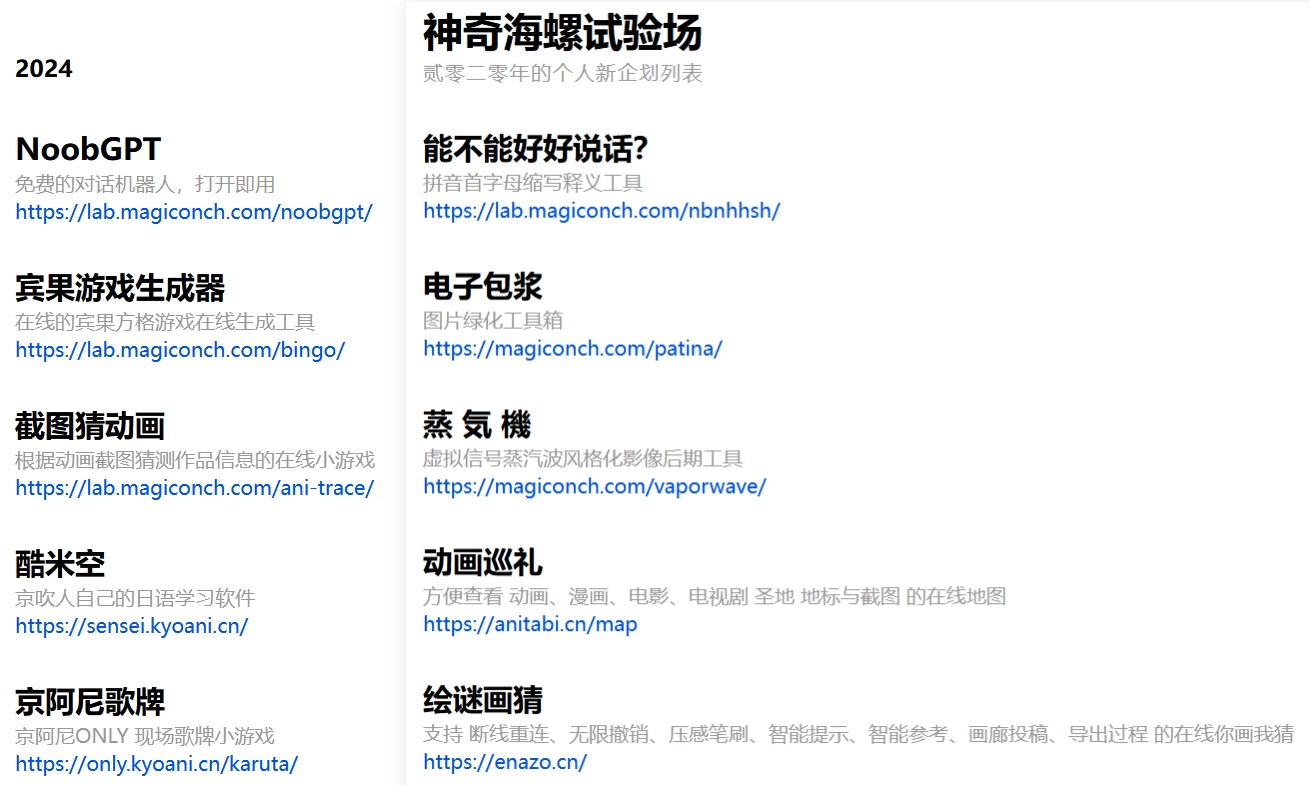 2024
NoobGPT
免费的对话机器人，打开即用
https://lab.magiconch.com/noobgpt/
宾果游戏生成器
在线的宾果方格游戏在线生成工具
https://lab.magiconch.com/bingo/
截图猜动画
根据动画截图猜测作品信息的在线小游戏
https://lab.magiconch.com/ani-trace/
酷米空
京吹人自己的日语学习软件
https://sensei.kyoani.cn/
京阿尼歌牌
京阿尼ONLY 现场歌牌小游戏
https://only.kyoani.cn/karuta/
神奇海螺试验场
贰零二零年的个人新企划列表
能不能好好说话?
拼音首字母缩写释义工具
https://lab.magiconch.com/nbnhhsh/
电子包浆
图片绿化工具箱
https://magiconch.com/patina/
蒸 気 機
虚拟信号蒸汽波风格化影像后期工具
https://magiconch.com/vaporwave/
动画巡礼
方便查看 动画、漫画、电影、电视剧 圣地 地标与截图 的在线地图
https://anitabi.cn/map
绘谜画猜
支持 断线重连、无限撤销、压感笔刷、智能提示、智能参考、画廊投稿、导出过程 的在线你画我猜
https://enazo.cn/